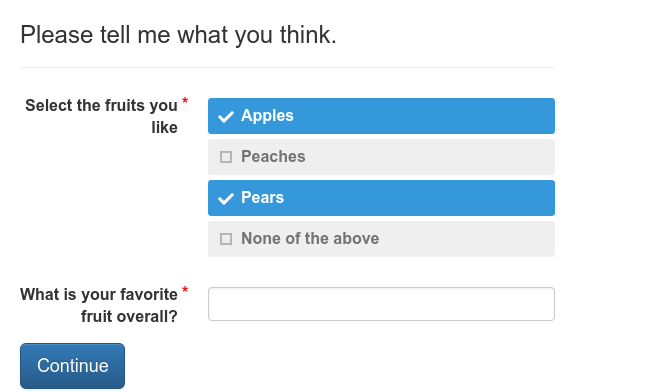 Please tell me what you think.
Select the fruits you *
like
Apples
Peaches
Pears
None of the above
What is your favorite *
fruit overall?
Continue